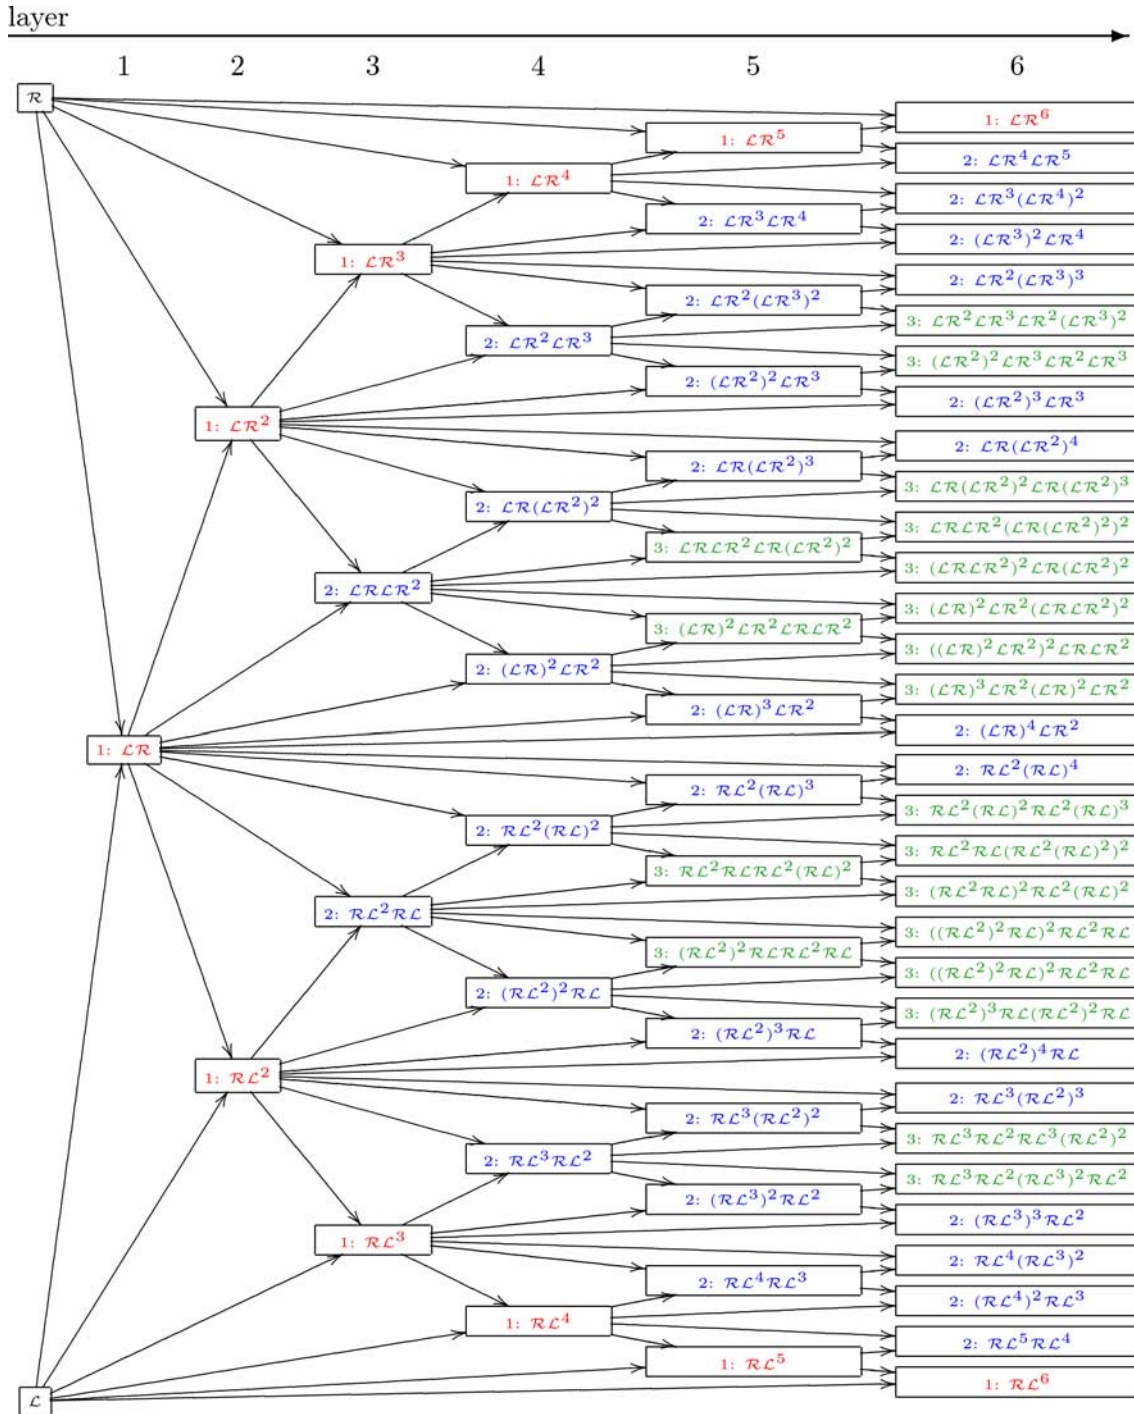 layer
1 2 3 4 5 6
ℛ
1: ℒℛ⁶
1: ℒℛ⁵
2: ℒℛ⁴ℒℛ⁵
1: ℒℛ⁴
2: ℒℛ³(ℒℛ⁴)²
2: ℒℛ³ℒℛ⁴
2: (ℒℛ³)²ℒℛ⁴
1: ℒℛ³
2: ℒℛ²(ℒℛ³)³
2: ℒℛ²(ℒℛ³)²
3: ℒℛ²ℒℛ³ℒℛ²(ℒℛ³)²
2: ℒℛ²ℒℛ³
3: (ℒℛ²)²ℒℛ³ℒℛ²ℒℛ³
2: (ℒℛ²)²ℒℛ³
2: (ℒℛ²)³ℒℛ³
1: ℒℛ²
2: ℒℛ(ℒℛ²)⁴
2: ℒℛ(ℒℛ²)³
3: ℒℛ(ℒℛ²)²ℒℛ(ℒℛ²)³
2: ℒℛ(ℒℛ²)²
3: ℒℛℒℛ²(ℒℛ(ℒℛ²)²)²
3: ℒℛℒℛ²ℒℛ(ℒℛ²)²
3: (ℒℛℒℛ²)²ℒℛ(ℒℛ²)²
2: ℒℛℒℛ²
3: (ℒℛ)²ℒℛ²(ℒℛℒℛ²)²
3: (ℒℛ)²ℒℛ²ℒℛℒℛ²
3: ((ℒℛ)²ℒℛ²)²ℒℛℒℛ²
2: (ℒℛ)²ℒℛ²
3: (ℒℛ)³ℒℛ²(ℒℛ)²ℒℛ²
2: (ℒℛ)³ℒℛ²
2: (ℒℛ)⁴ℒℛ²
1: ℒℛ
2: ℛℒ²(ℛℒ)⁴
2: ℛℒ²(ℛℒ)³
3: ℛℒ²(ℛℒ)²ℛℒ²(ℛℒ)³
2: ℛℒ²(ℛℒ)²
3: ℛℒ²ℛℒ(ℛℒ²(ℛℒ)²)²
3: ℛℒ²ℛℒℛℒ²(ℛℒ)²
3: (ℛℒ²ℛℒ)²ℛℒ²(ℛℒ)²
2: ℛℒ²ℛℒ
3: ((ℛℒ²)²ℛℒ)²ℛℒ²ℛℒ
3: (ℛℒ²)²ℛℒℛℒ²ℛℒ
3: ((ℛℒ²)²ℛℒ)²ℛℒ²ℛℒ
2: (ℛℒ²)²ℛℒ
3: (ℛℒ²)³ℛℒ(ℛℒ²)²ℛℒ
2: (ℛℒ²)³ℛℒ
2: (ℛℒ²)⁴ℛℒ
1: ℛℒ²
2: ℛℒ³(ℛℒ²)³
2: ℛℒ³(ℛℒ²)²
3: ℛℒ³ℛℒ²ℛℒ³(ℛℒ²)²
2: ℛℒ³ℛℒ²
3: ℛℒ³ℛℒ²(ℛℒ³)²ℛℒ²
2: (ℛℒ³)²ℛℒ²
2: (ℛℒ³)³ℛℒ²
1: ℛℒ³
2: ℛℒ⁴(ℛℒ³)²
2: ℛℒ⁴ℛℒ³
2: (ℛℒ⁴)²ℛℒ³
1: ℛℒ⁴
2: ℛℒ⁵ℛℒ⁴
1: ℛℒ⁵
1: ℛℒ⁶
ℒ